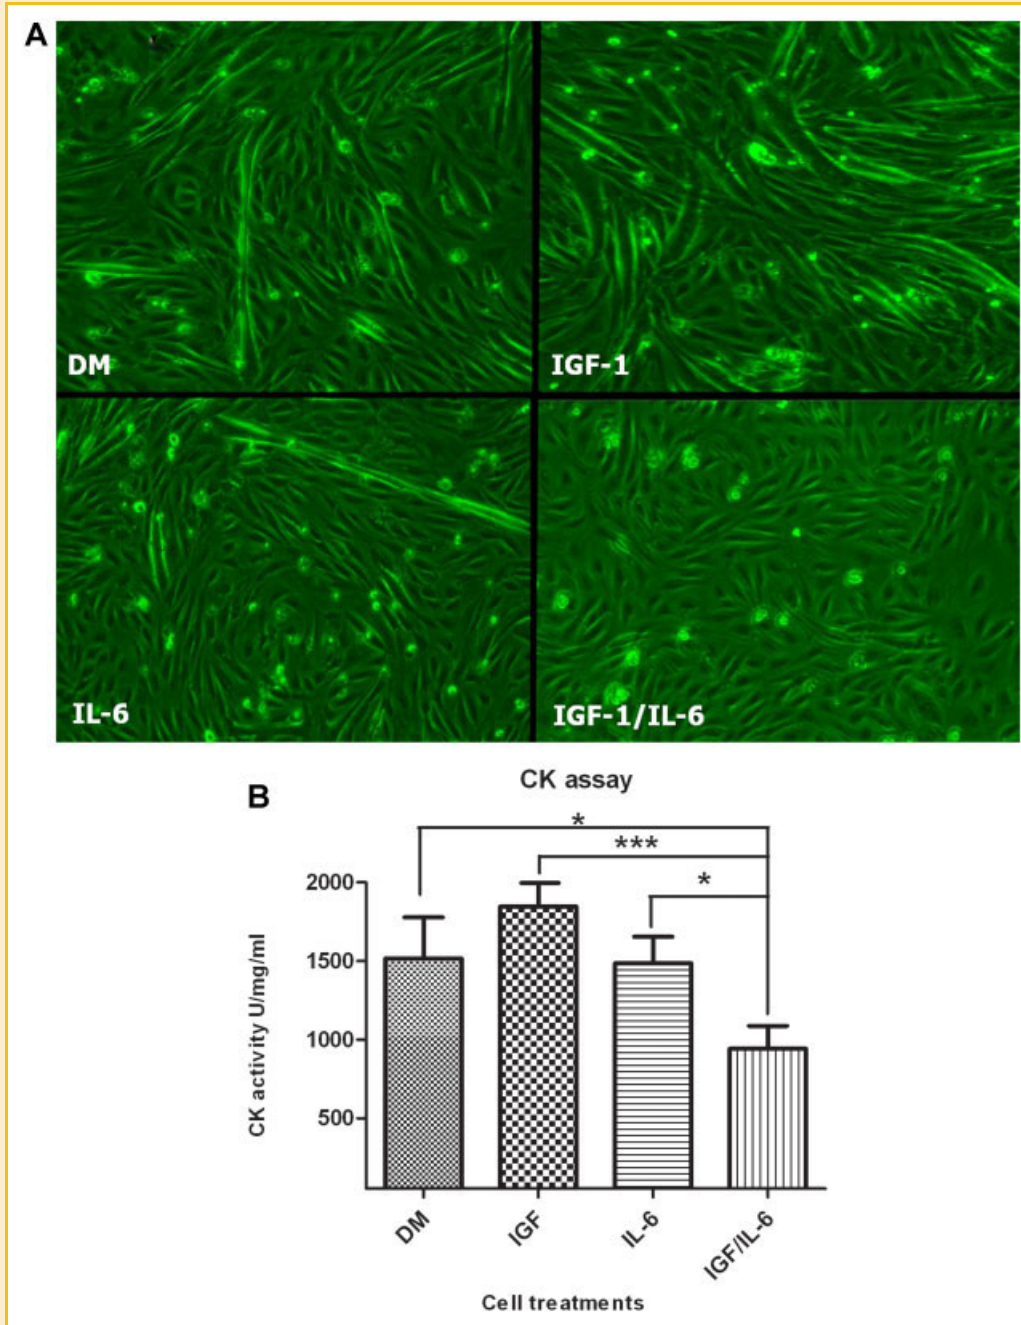 A
DM
IGF-1
IL-6
IGF-1/IL-6
B
CK assay
*
***
*
2000
1500
1000
500
CK activity U/mg/ml
DM
IGF
IL-6
IGF/IL-6
Cell treatments